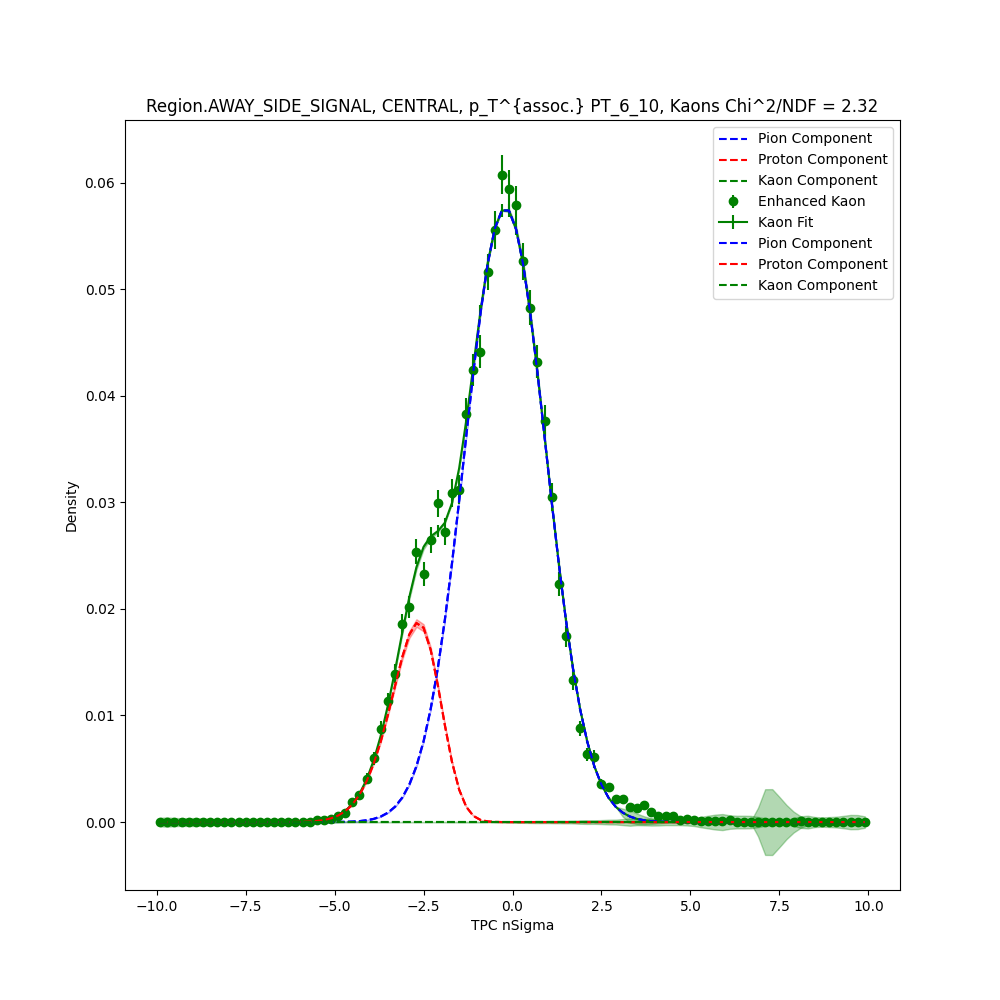 Region.AWAY_SIDE_SIGNAL, CENTRAL, p_T^{assoc.} PT_6_10, Kaons Chi^2/NDF = 2.32
Pion Component
Proton Component
Kaon Component
Enhanced Kaon
Kaon Fit
Pion Component
Proton Component
Kaon Component
Density
0.06
0.05
0.04
0.03
0.02
0.01
0.00
−10.0 −7.5 −5.0 −2.5 0.0 2.5 5.0 7.5 10.0
TPC nSigma